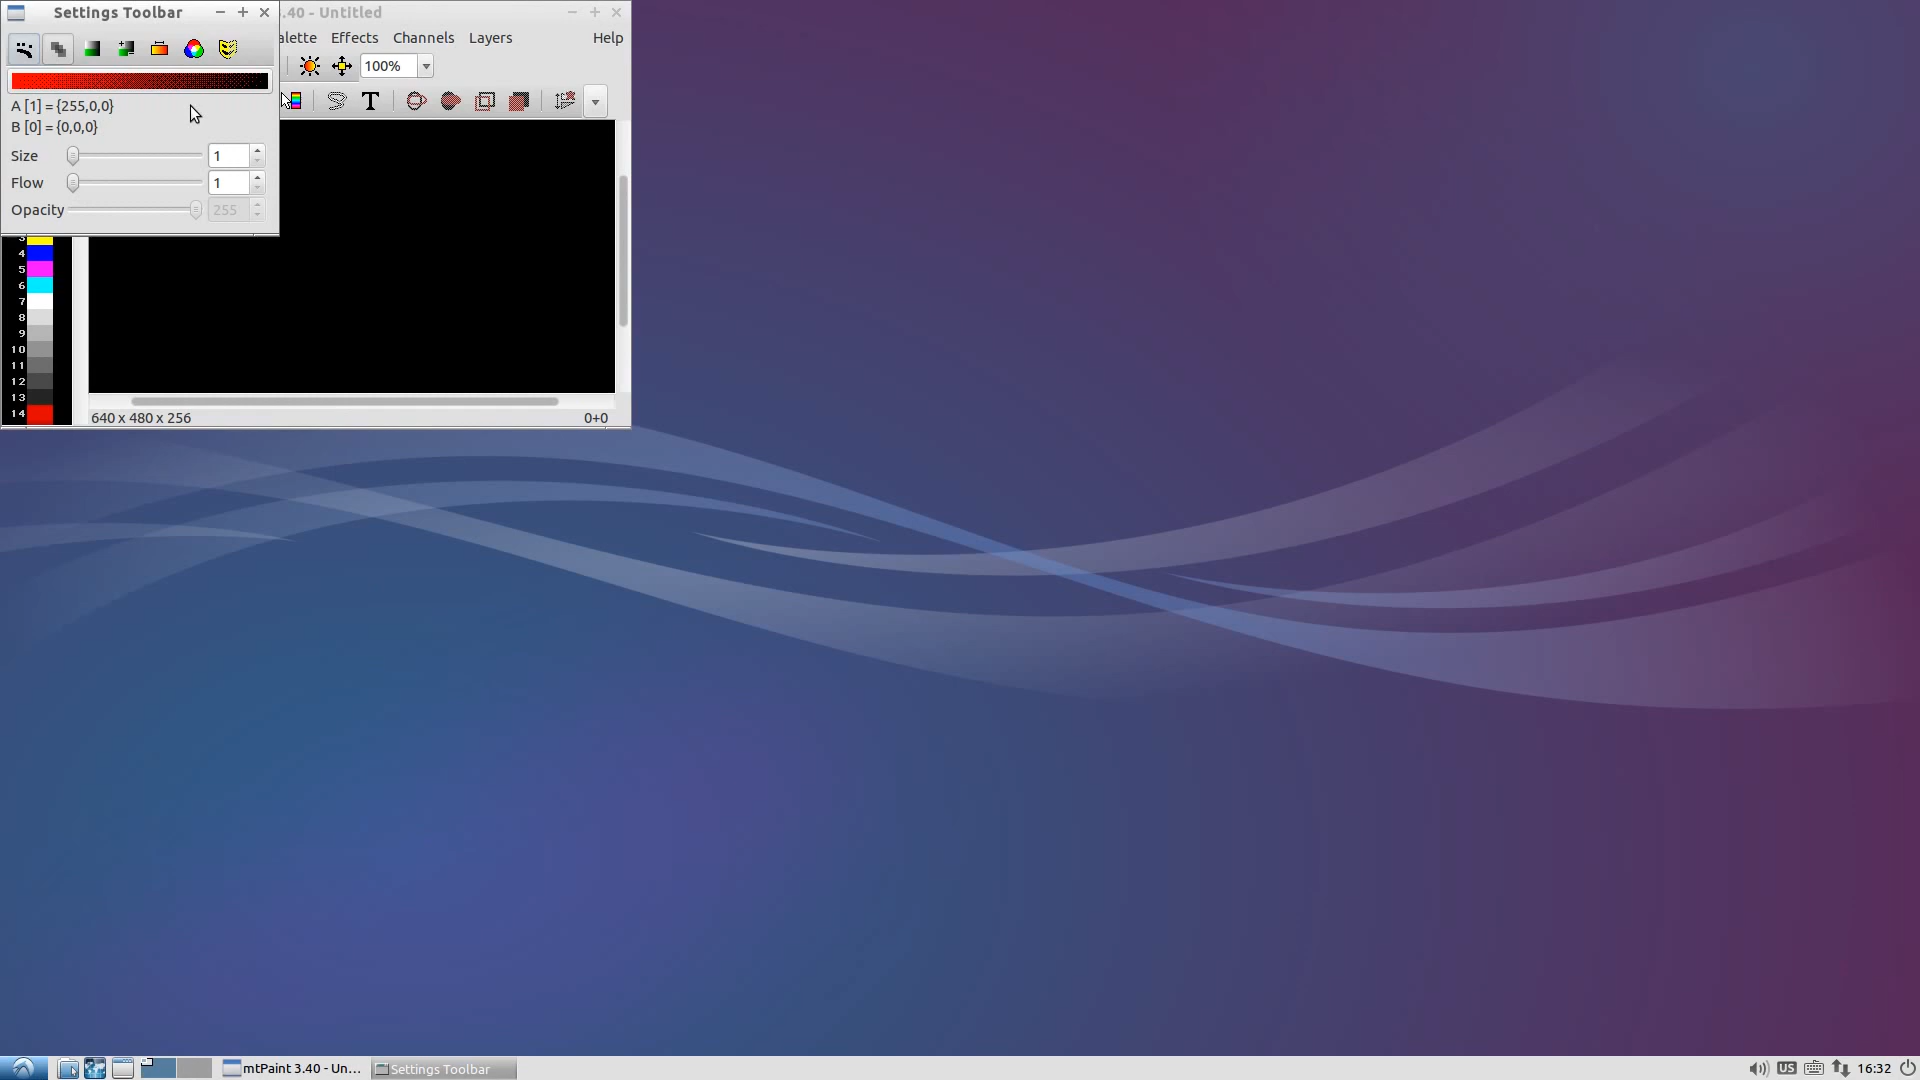 Settings Toolbar
3.40 - Untitled
alette Effects Channels Layers Help
100%
T
A [1] = {255,0,0}
B [0] = {0,0,0}
Size 1
Flow 1
Opacity 255
3
4
5
6
7
8
9
10
11
12
13
14
640 x 480 x 256 0+0
mtPaint 3.40 - Un...
Settings Toolbar
US
16:32